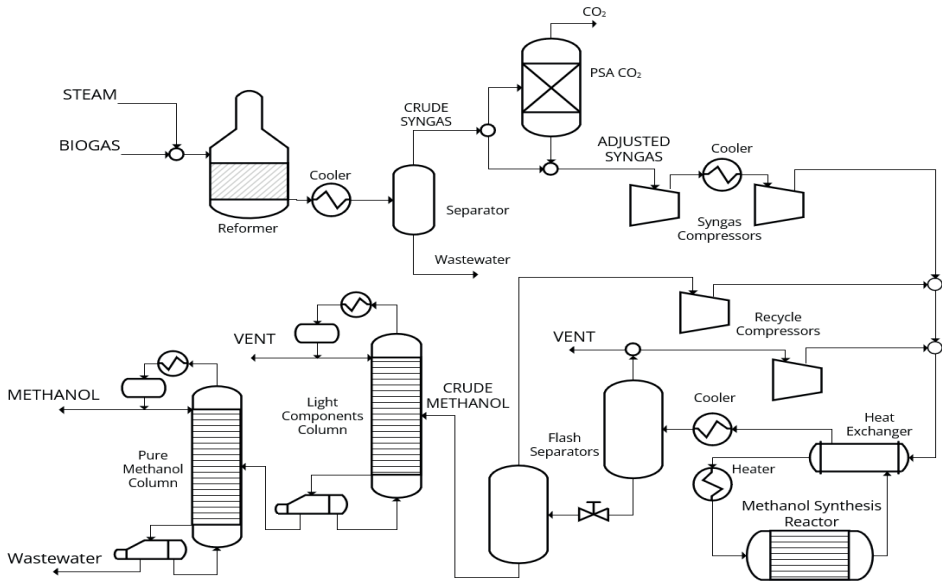 CO₂
PSA CO₂
STEAM
BIOGAS
CRUDE
SYNGAS
ADJUSTED
SYNGAS
Cooler
Cooler
Reformer
Separator
Syngas
Compressors
Wastewater
VENT
VENT
Recycle
Compressors
METHANOL
Light
Components
Column
CRUDE
METHANOL
Flash
Separators
Cooler
Heat
Exchanger
Pure
Methanol
Column
Heater
Methanol Synthesis
Reactor
Wastewater